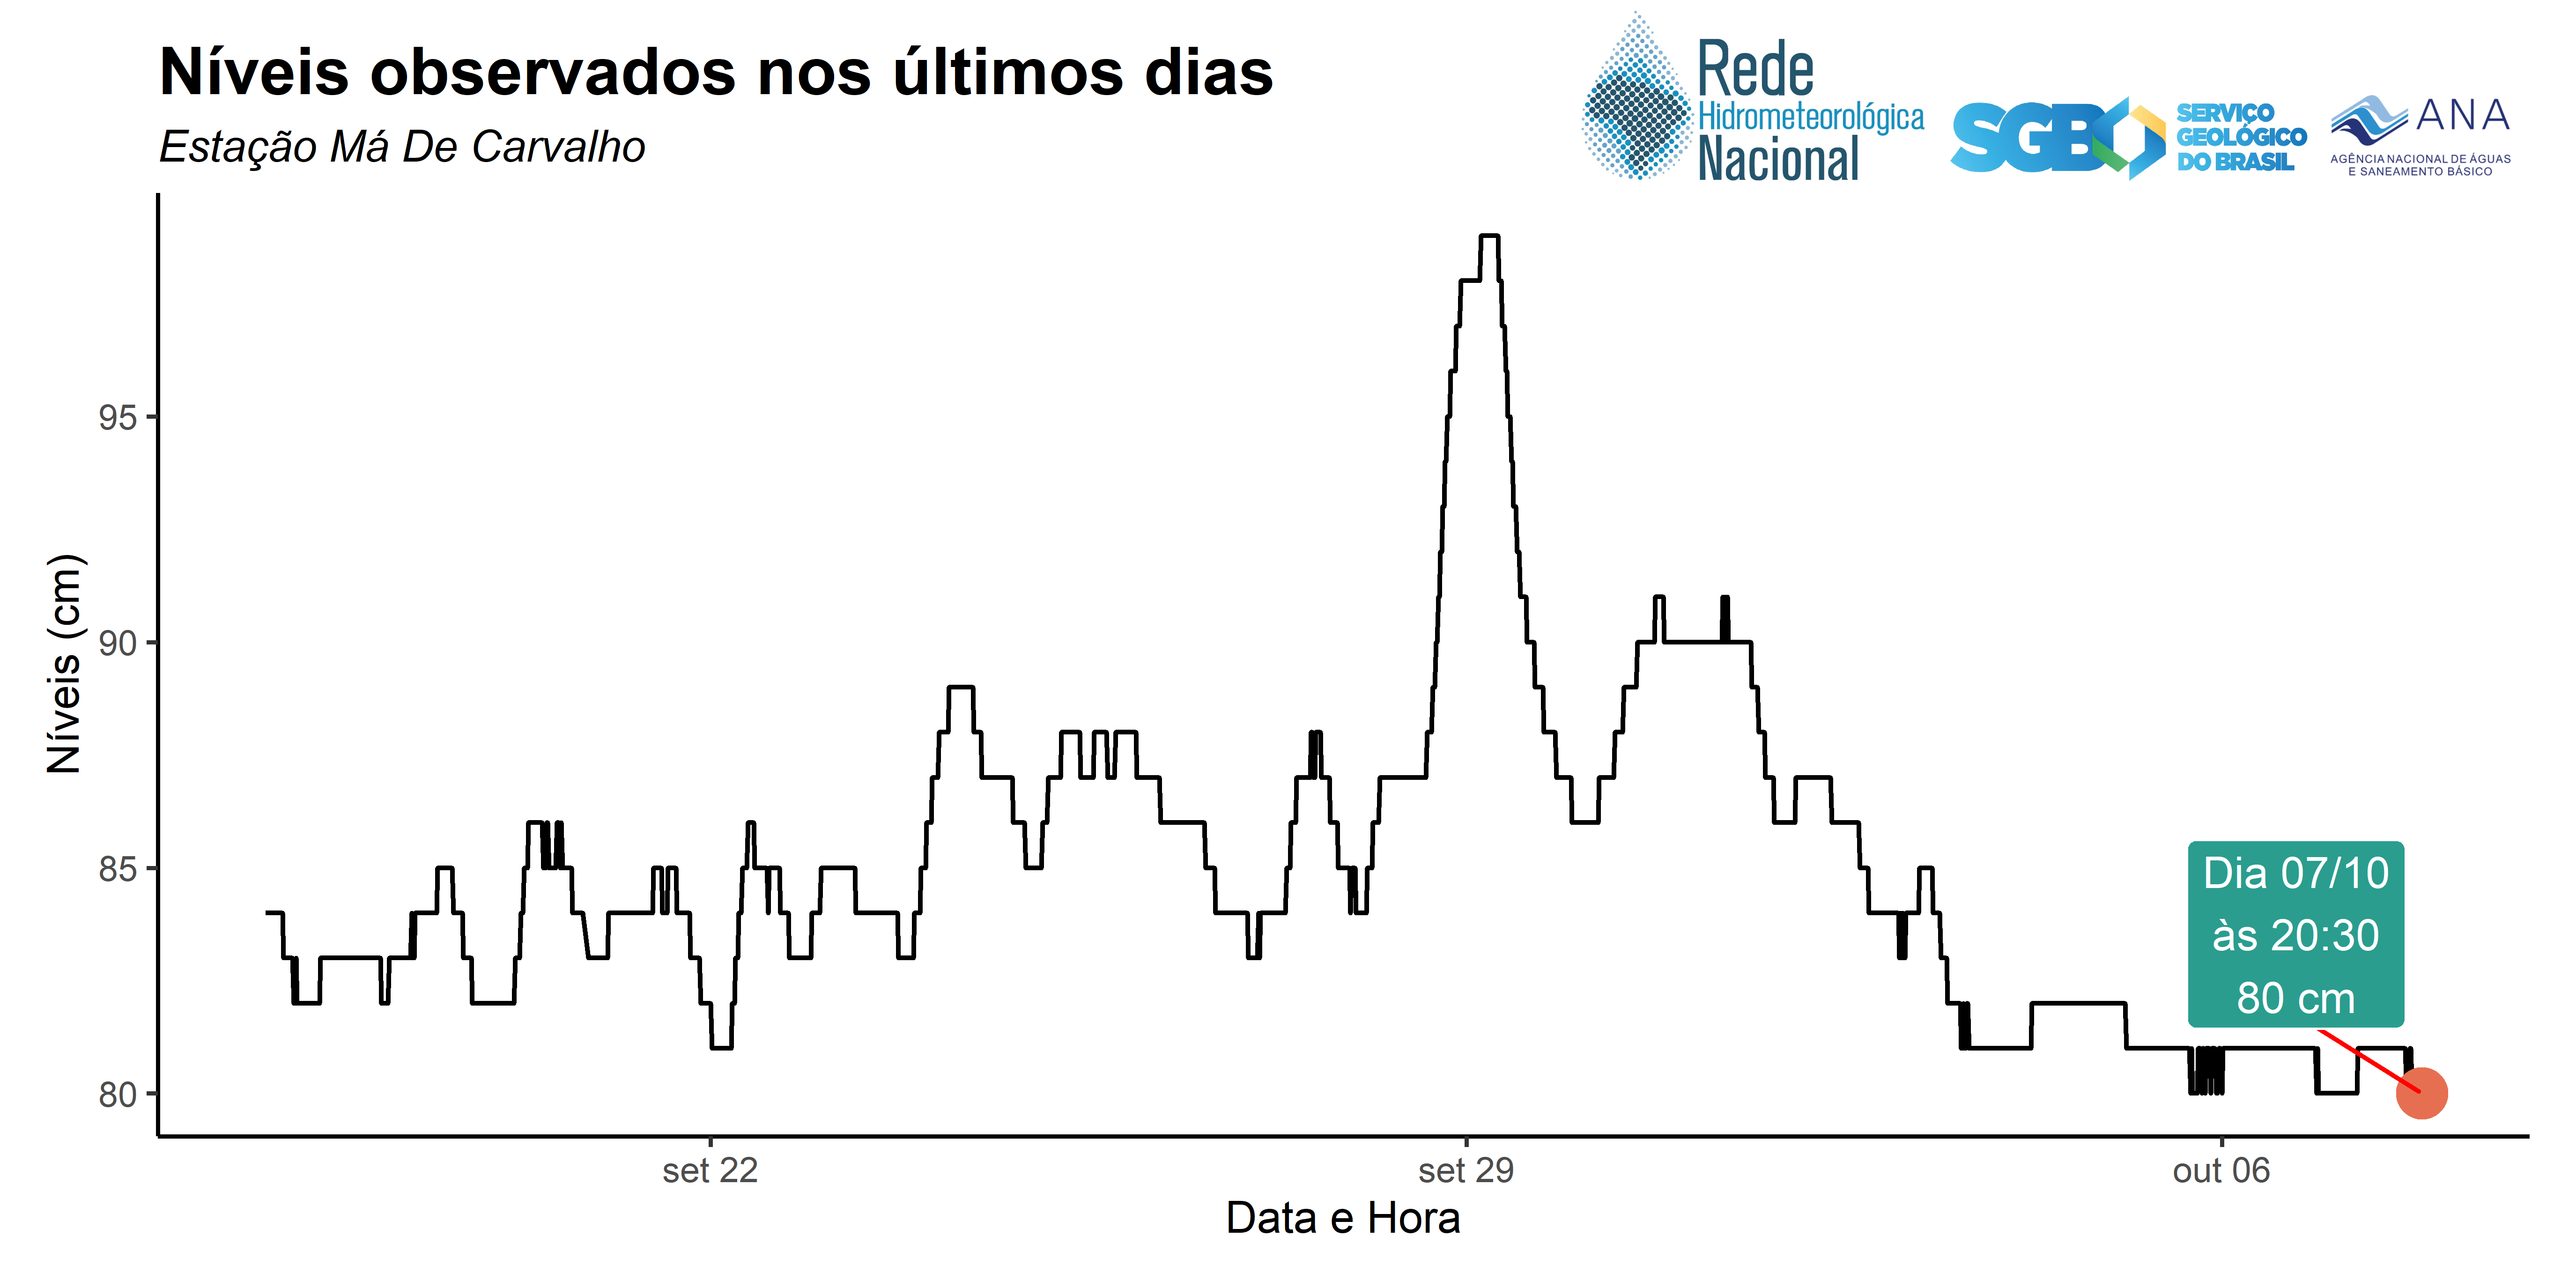 Níveis observados nos últimos dias
Estação Má De Carvalho
Rede
Hidrometeorológica
Nacional
SGB
SERVIÇO
GEOLÓGICO
DO BRASIL
ANA
AGÊNCIA NACIONAL DE ÁGUAS
E SANEAMENTO BÁSICO
Níveis (cm)
95
90
85
80
Dia 07/10
às 20:30
80 cm
set 22
set 29
out 06
Data e Hora